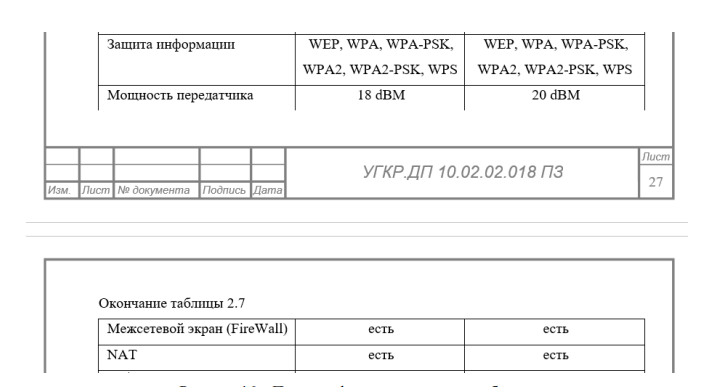 Защита информации WEP, WPA, WPA-PSK, WEP, WPA, WPA-PSK,
WPA2, WPA2-PSK, WPS WPA2, WPA2-PSK, WPS
Мощность передатчика 18 dBM 20 dBM
УГКР.ДП 10.02.02.018 ПЗ
Лист
27
Изм. Лист № документа Подпись Дата
Окончание таблицы 2.7
Межсетевой экран (FireWall) есть есть
NAT есть есть